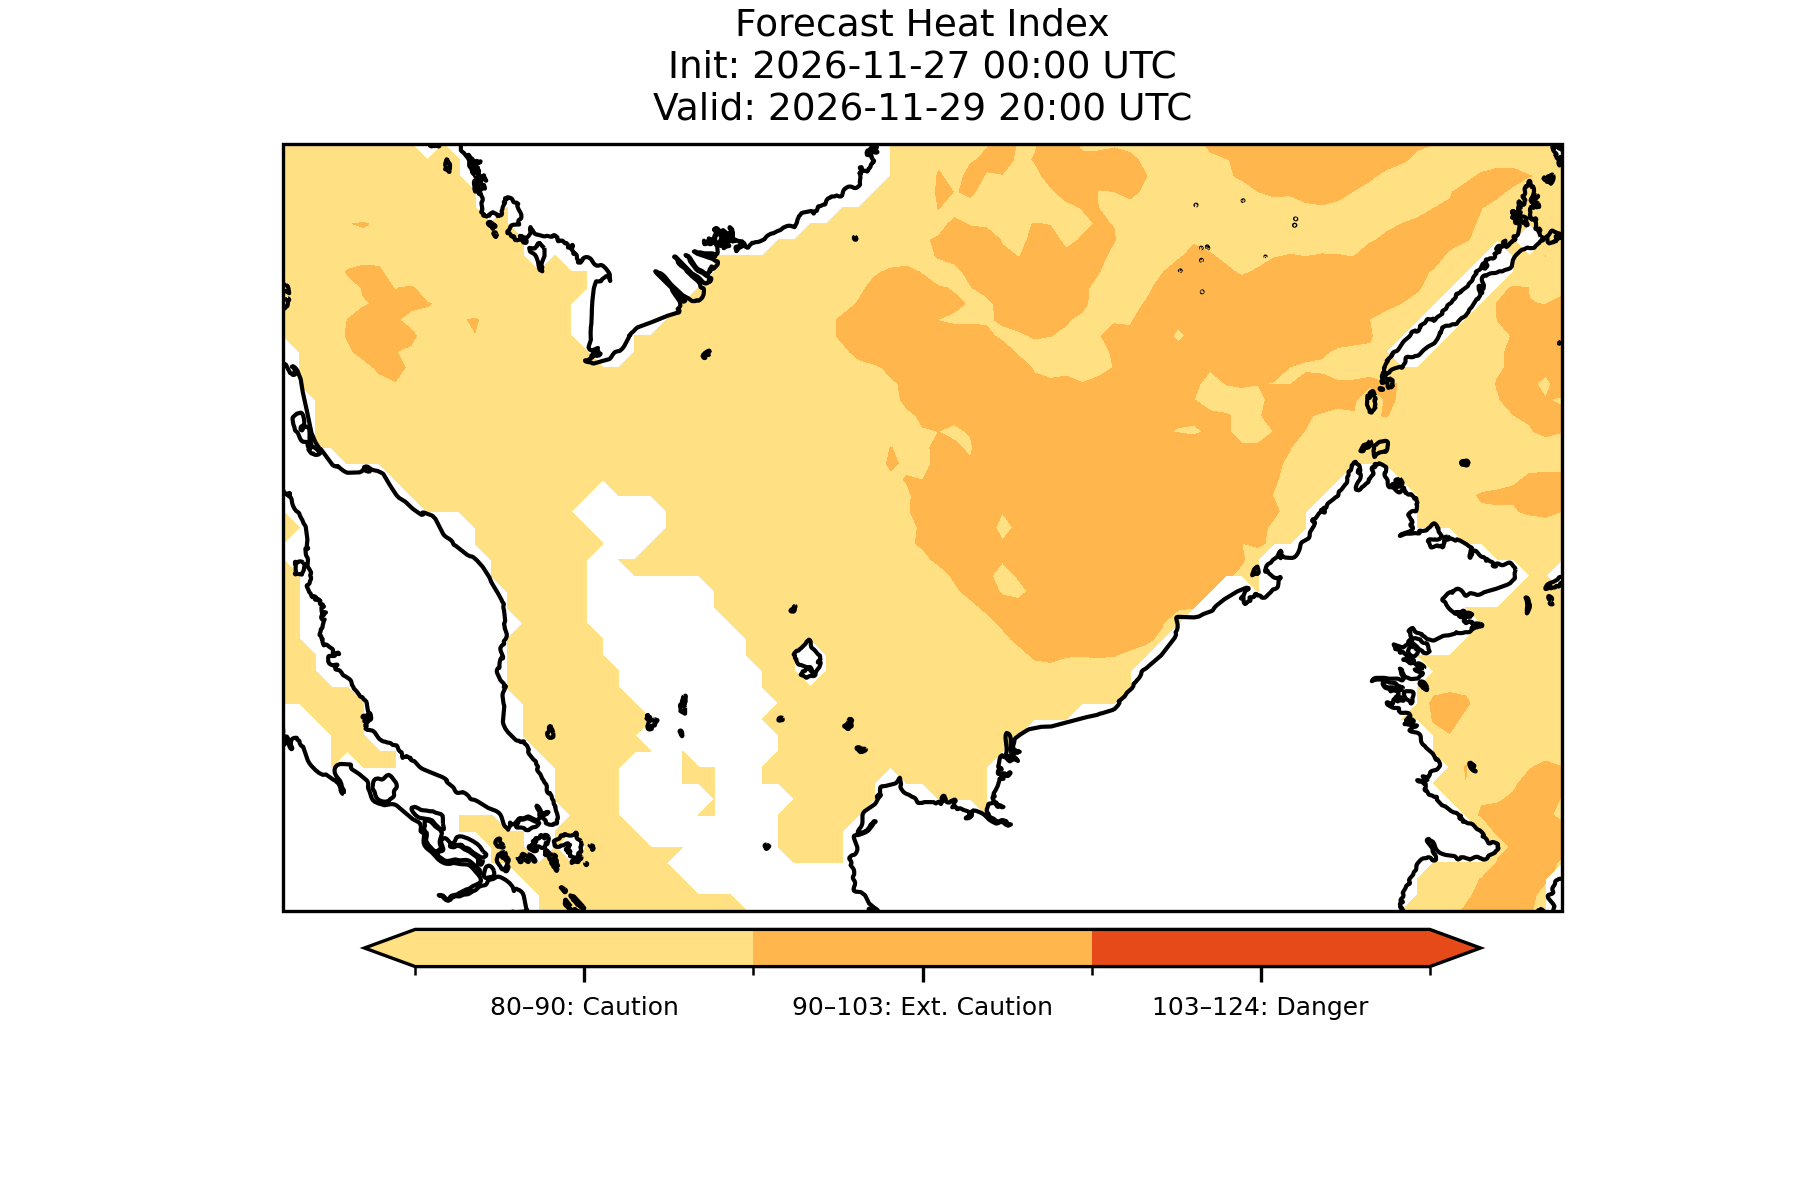 Forecast Heat Index
Init: 2026-11-27 00:00 UTC
Valid: 2026-11-29 20:00 UTC
80–90: Caution
90–103: Ext. Caution
103–124: Danger